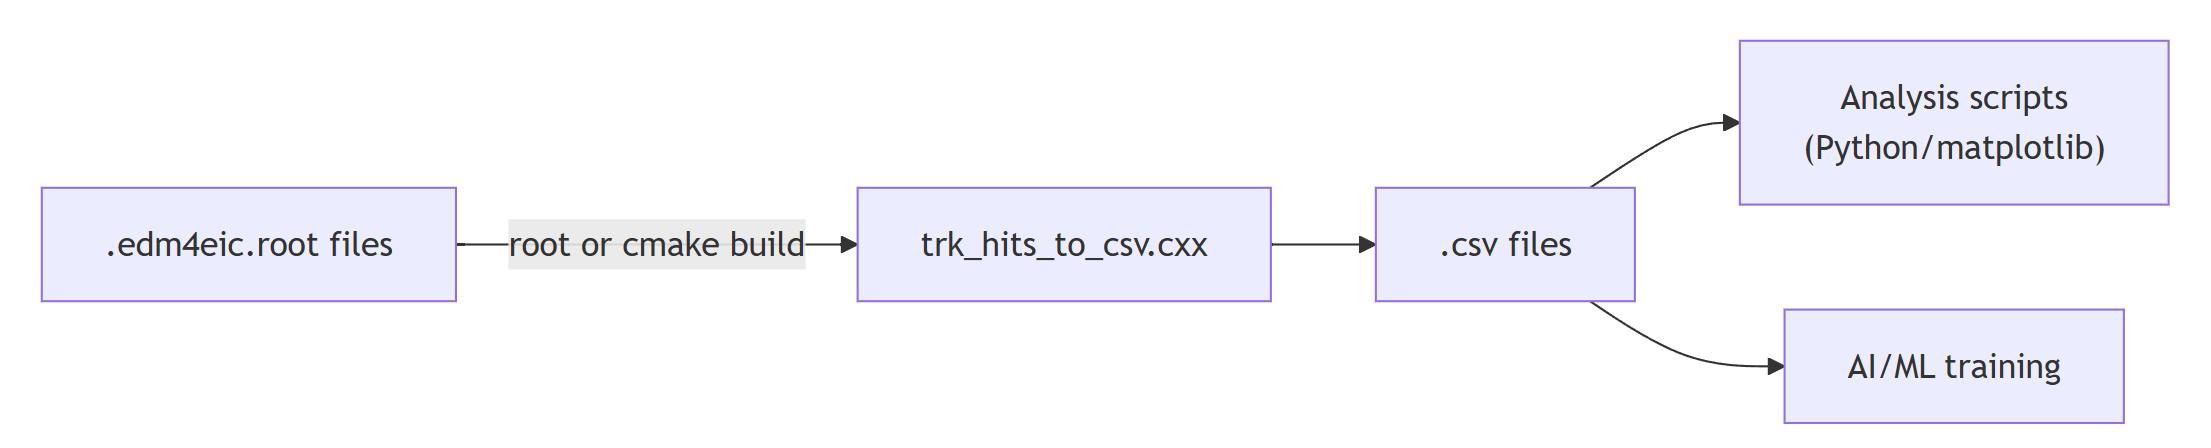 .edm4eic.root files
root or cmake build
trk_hits_to_csv.cxx
.csv files
Analysis scripts
(Python/matplotlib)
AI/ML training